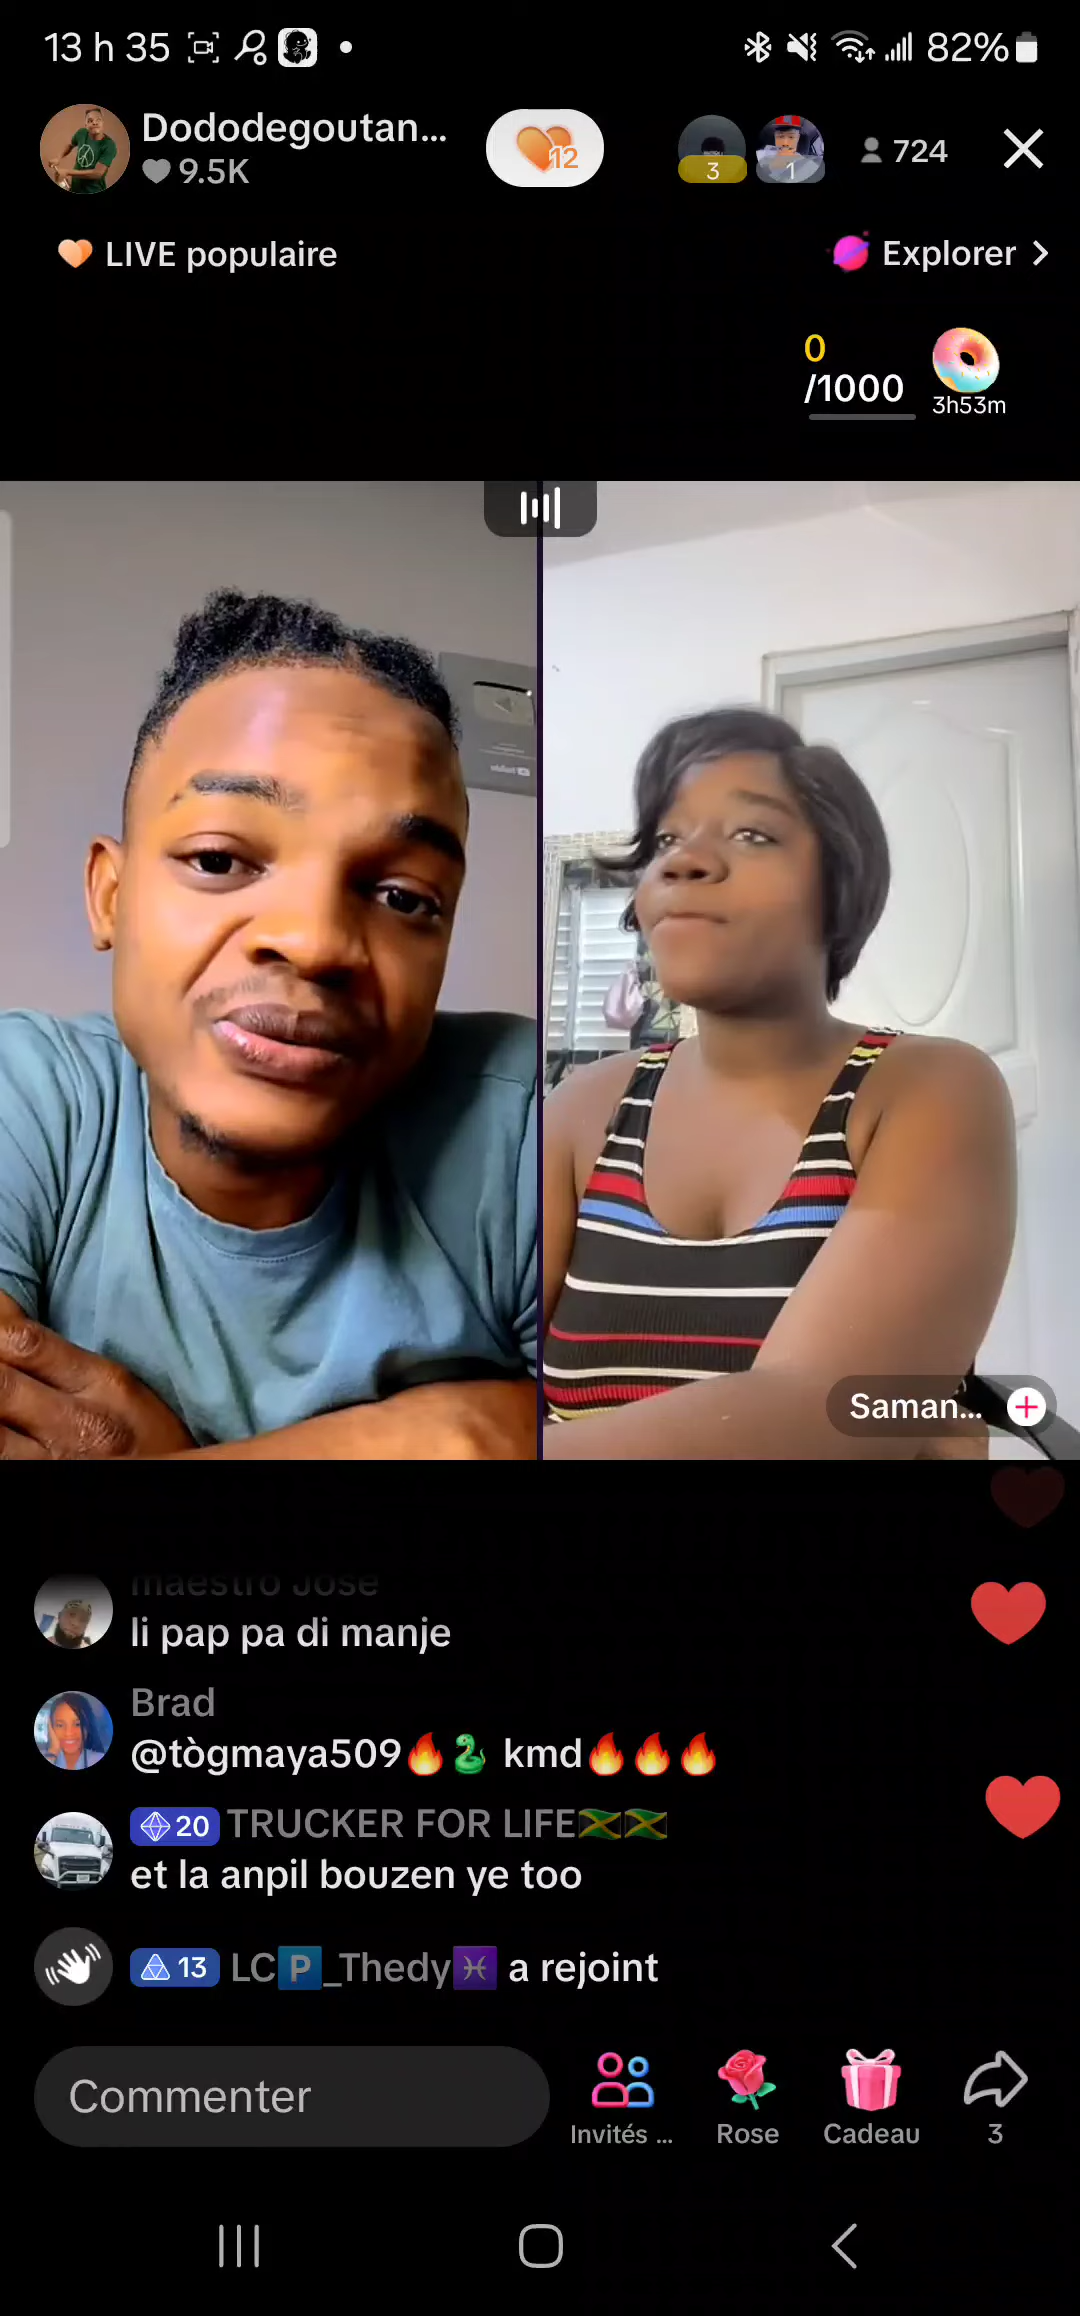 13 h 35
82%
Dododegoutan...
9.5K
12
3
1
724
LIVE populaire
Explorer
0
/1000
3h53m
Saman...
maestro Jose
li pap pa di manje
Brad
@tògmaya509🔥🐍 kmd🔥🔥🔥
20 TRUCKER FOR LIFE🇯🇲🇯🇲
et la anpil bouzen ye too
13 LC🅿️_Thedy♓ a rejoint
Commenter
Invités ...
Rose
Cadeau
3